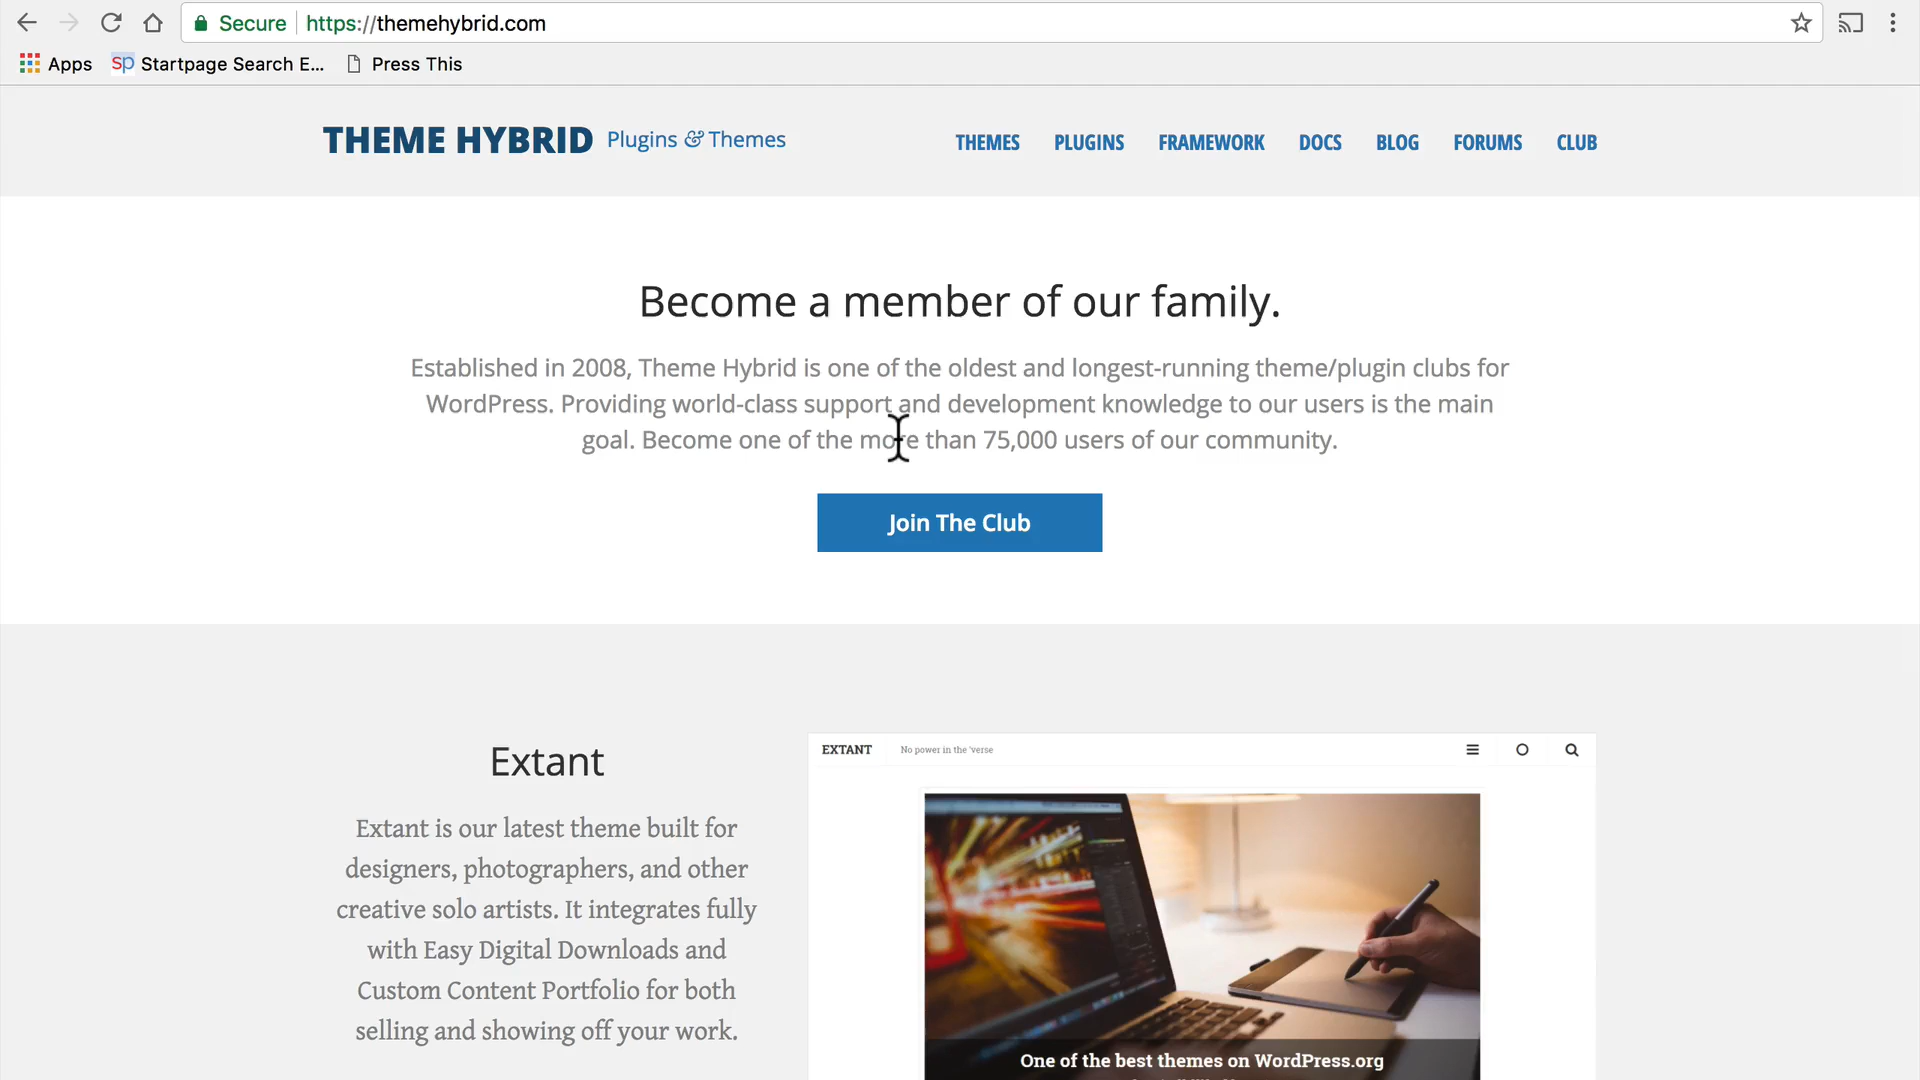 Secure https://themehybrid.com
Apps sp Startpage Search E... Press This
THEME HYBRID Plugins & Themes THEMES PLUGINS FRAMEWORK DOCS BLOG FORUMS CLUB
Become a member of our family.
Established in 2008, Theme Hybrid is one of the oldest and longest-running theme/plugin clubs for
WordPress. Providing world-class support and development knowledge to our users is the main
goal. Become one of the more than 75,000 users of our community.
Join The Club
Extant
Extant is our latest theme built for
designers, photographers, and other
creative solo artists. It integrates fully
with Easy Digital Downloads and
Custom Content Portfolio for both
selling and showing off your work.
EXTANT No power in the 'verse
One of the best themes on WordPress.org